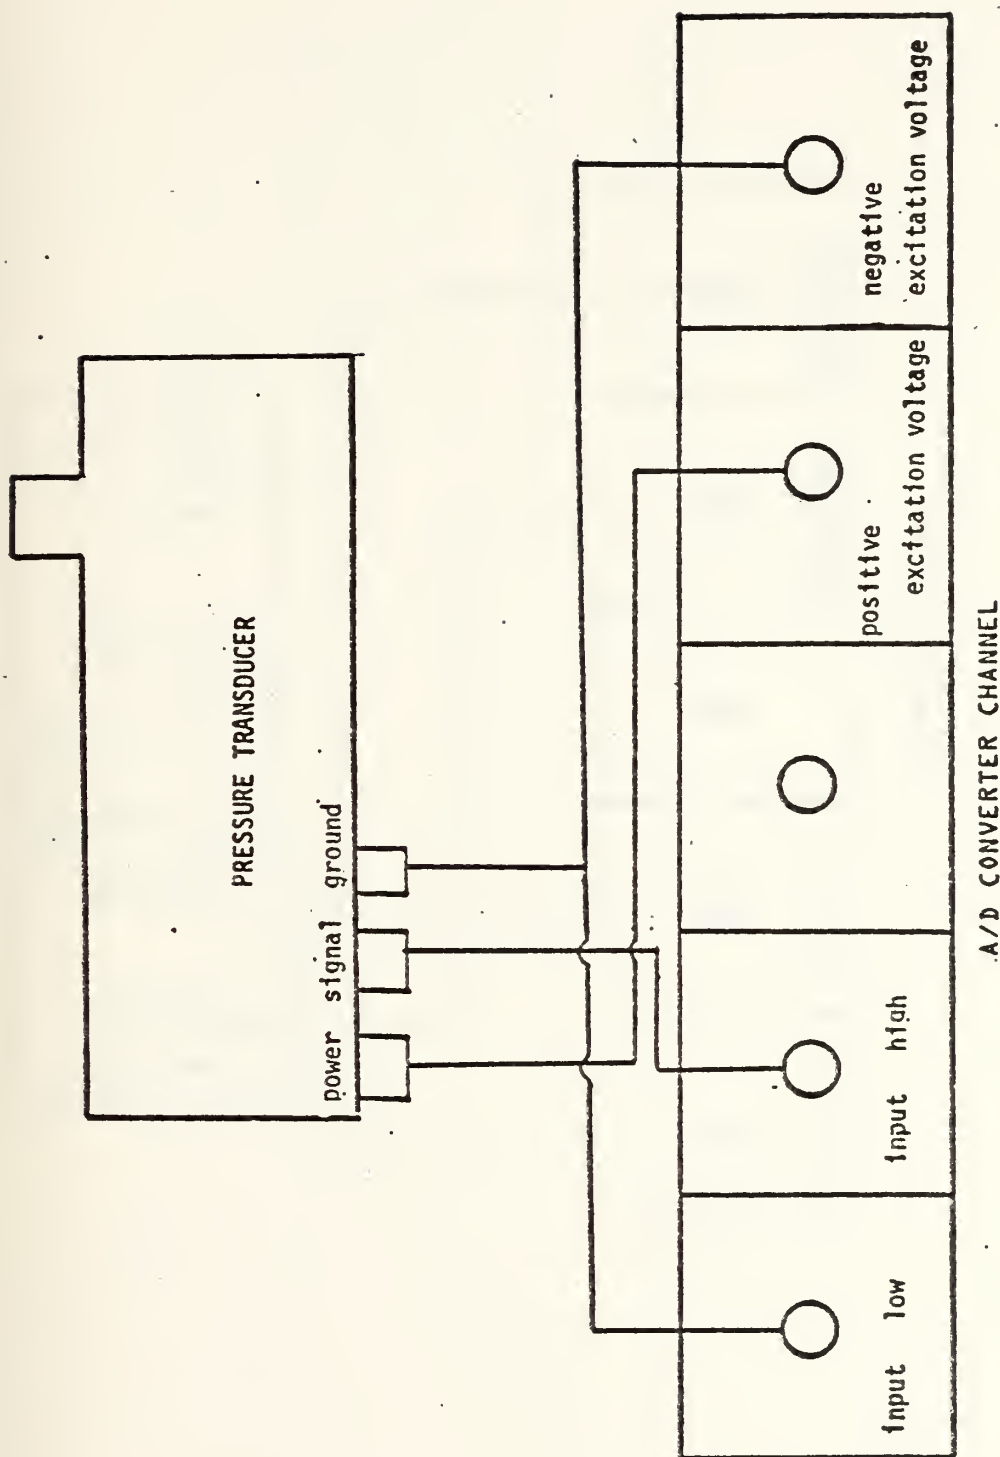 PRESSURE TRANSDUCER
power signal ground
input low
input high
positive
excitation voltage
negative
excitation voltage
A/D CONVERTER CHANNEL